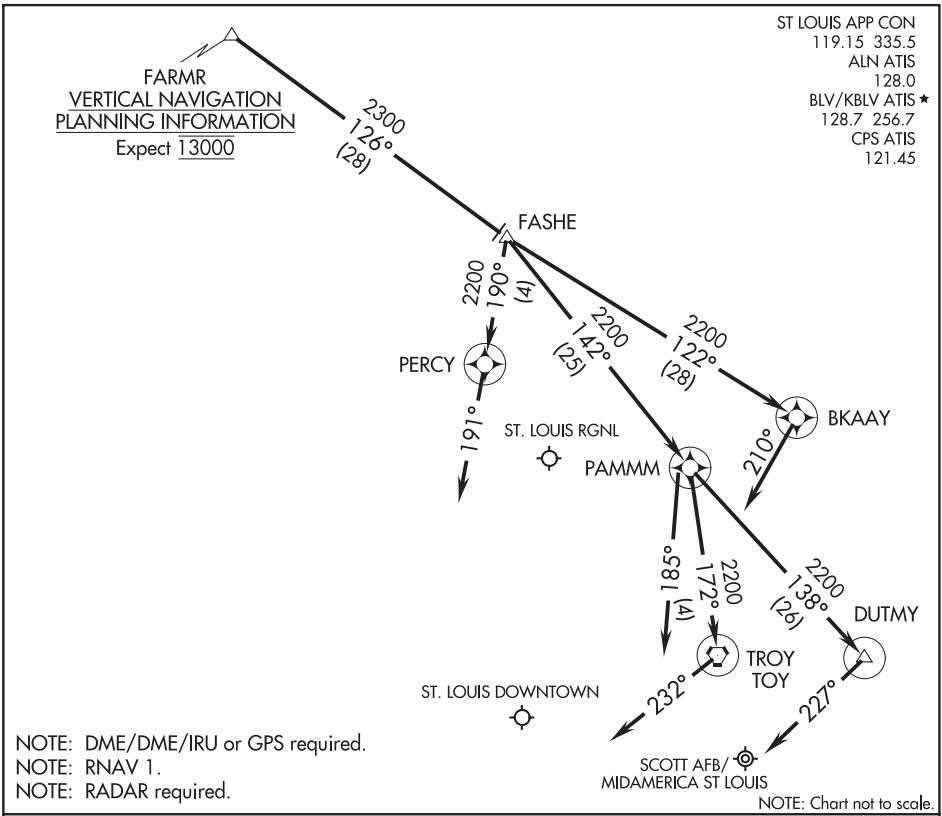 ST LOUIS APP CON
119.15 335.5
ALN ATIS
128.0
BLV/KBLV ATIS ★
128.7 256.7
CPS ATIS
121.45
FARMR
VERTICAL NAVIGATION
PLANNING INFORMATION
Expect 13000
2300
126°
(28)
FASHE
2200
190°
(4)
2200
142°
(25)
2200
122°
(28)
PERCY
191°
ST. LOUIS RGNL
PAMMM
BKAAY
210°
185°
2200
172°
(4)
2200
138°
(26)
DUTMY
TROY
TOY
232°
227°
ST. LOUIS DOWNTOWN
SCOTT AFB/
MIDAMERICA ST LOUIS
NOTE: DME/DME/IRU or GPS required.
NOTE: RNAV 1.
NOTE: RADAR required.
NOTE: Chart not to scale.